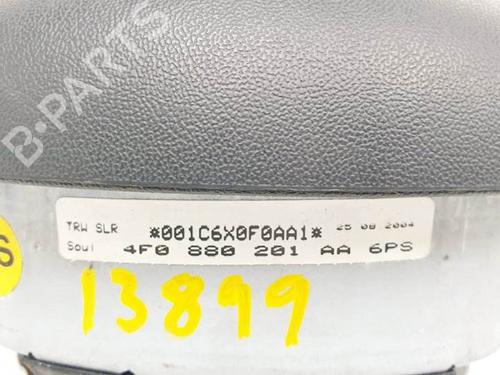 B-PARTS
TRW SLR *001C6X0F0AA1* 25 08 2004
Soul 4F0 880 201 AA 6PS
S
13899